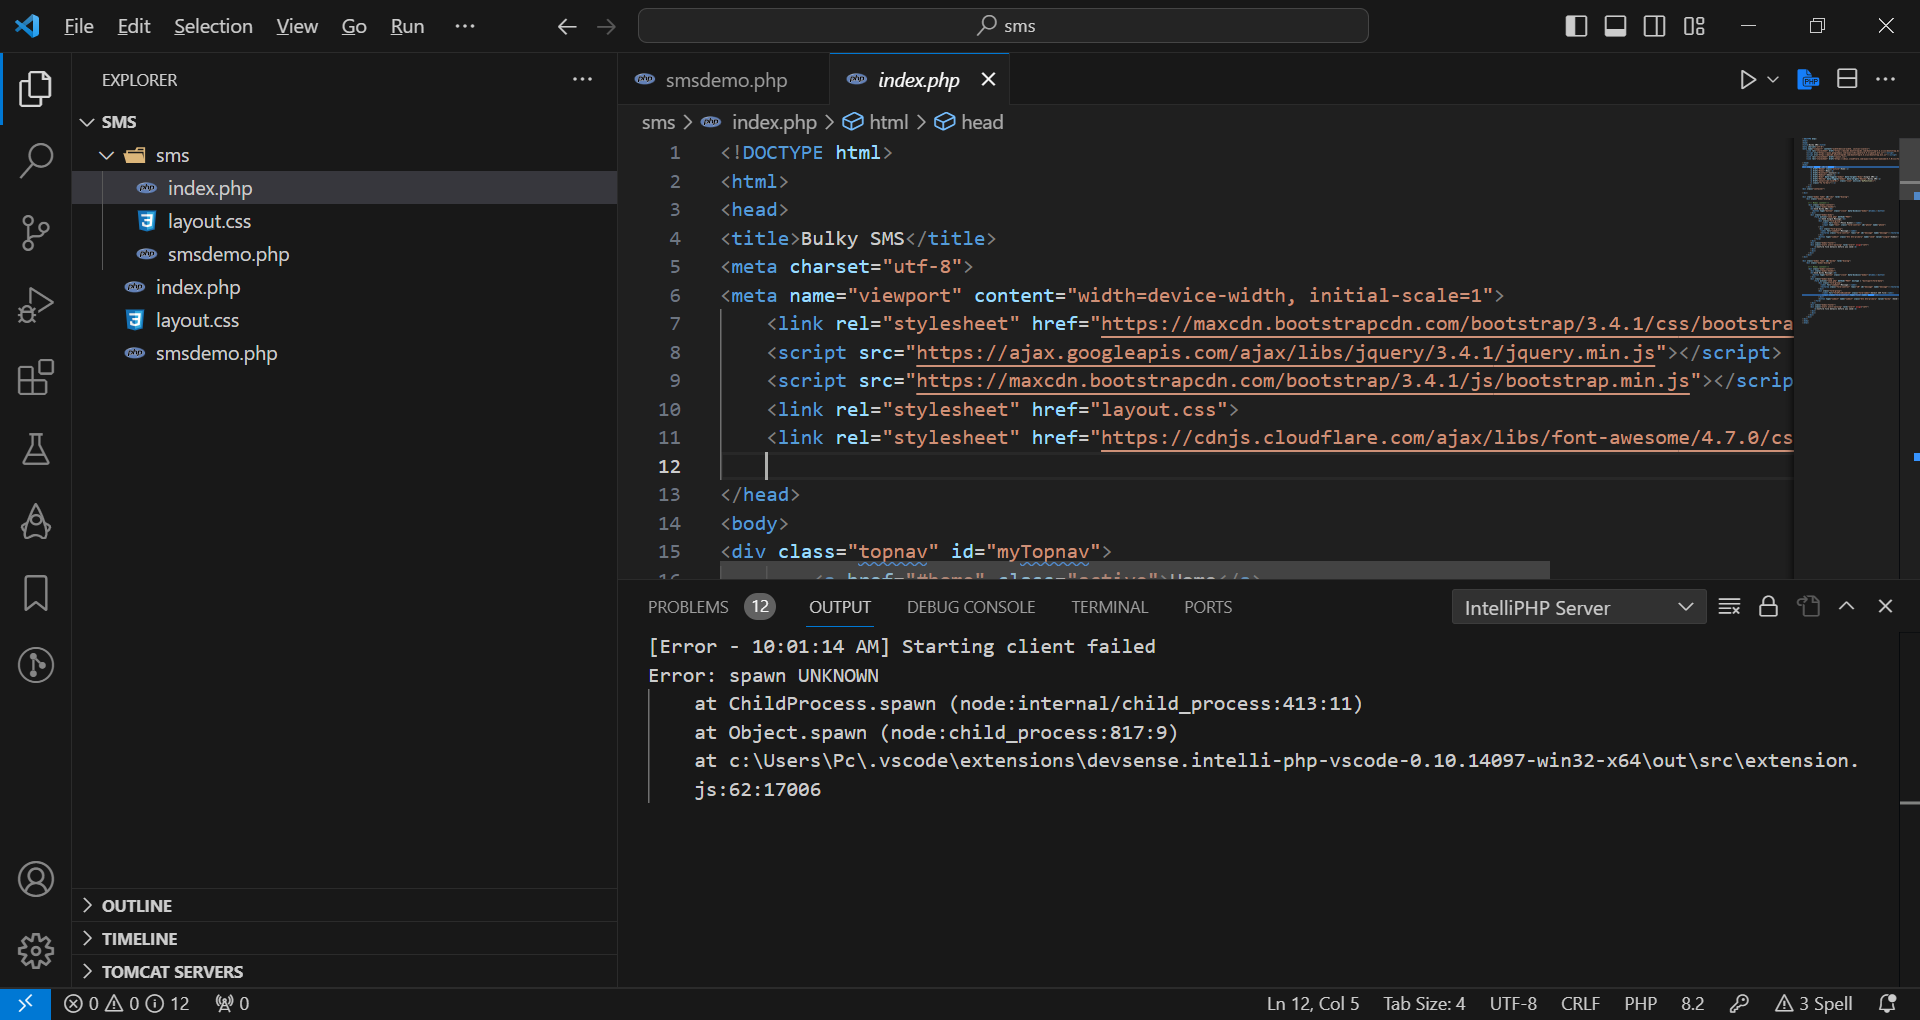 File Edit Selection View Go Run ··· sms
EXPLORER
SMS
sms
index.php
layout.css
smsdemo.php
index.php
layout.css
smsdemo.php
OUTLINE
TIMELINE
TOMCAT SERVERS
smsdemo.php index.php
sms > index.php > html > head
1 <!DOCTYPE html>
2 <html>
3 <head>
4 <title>Bulky SMS</title>
5 <meta charset="utf-8">
6 <meta name="viewport" content="width=device-width, initial-scale=1">
7 <link rel="stylesheet" href="https://maxcdn.bootstrapcdn.com/bootstrap/3.4.1/css/bootstra
8 <script src="https://ajax.googleapis.com/ajax/libs/jquery/3.4.1/jquery.min.js"></script>
9 <script src="https://maxcdn.bootstrapcdn.com/bootstrap/3.4.1/js/bootstrap.min.js"></scrip
10 <link rel="stylesheet" href="layout.css">
11 <link rel="stylesheet" href="https://cdnjs.cloudflare.com/ajax/libs/font-awesome/4.7.0/cs
12
13 </head>
14 <body>
15 <div class="topnav" id="myTopnav">
16 <a href="#home" class="active">Home</a>
PROBLEMS 12 OUTPUT DEBUG CONSOLE TERMINAL PORTS IntelliPHP Server
[Error - 10:01:14 AM] Starting client failed
Error: spawn UNKNOWN
at ChildProcess.spawn (node:internal/child_process:413:11)
at Object.spawn (node:child_process:817:9)
at c:\Users\Pc\.vscode\extensions\devsense.intelli-php-vscode-0.10.14097-win32-x64\out\src\extension.
js:62:17006
0 0 12 0 Ln 12, Col 5 Tab Size: 4 UTF-8 CRLF PHP 8.2 3 Spell